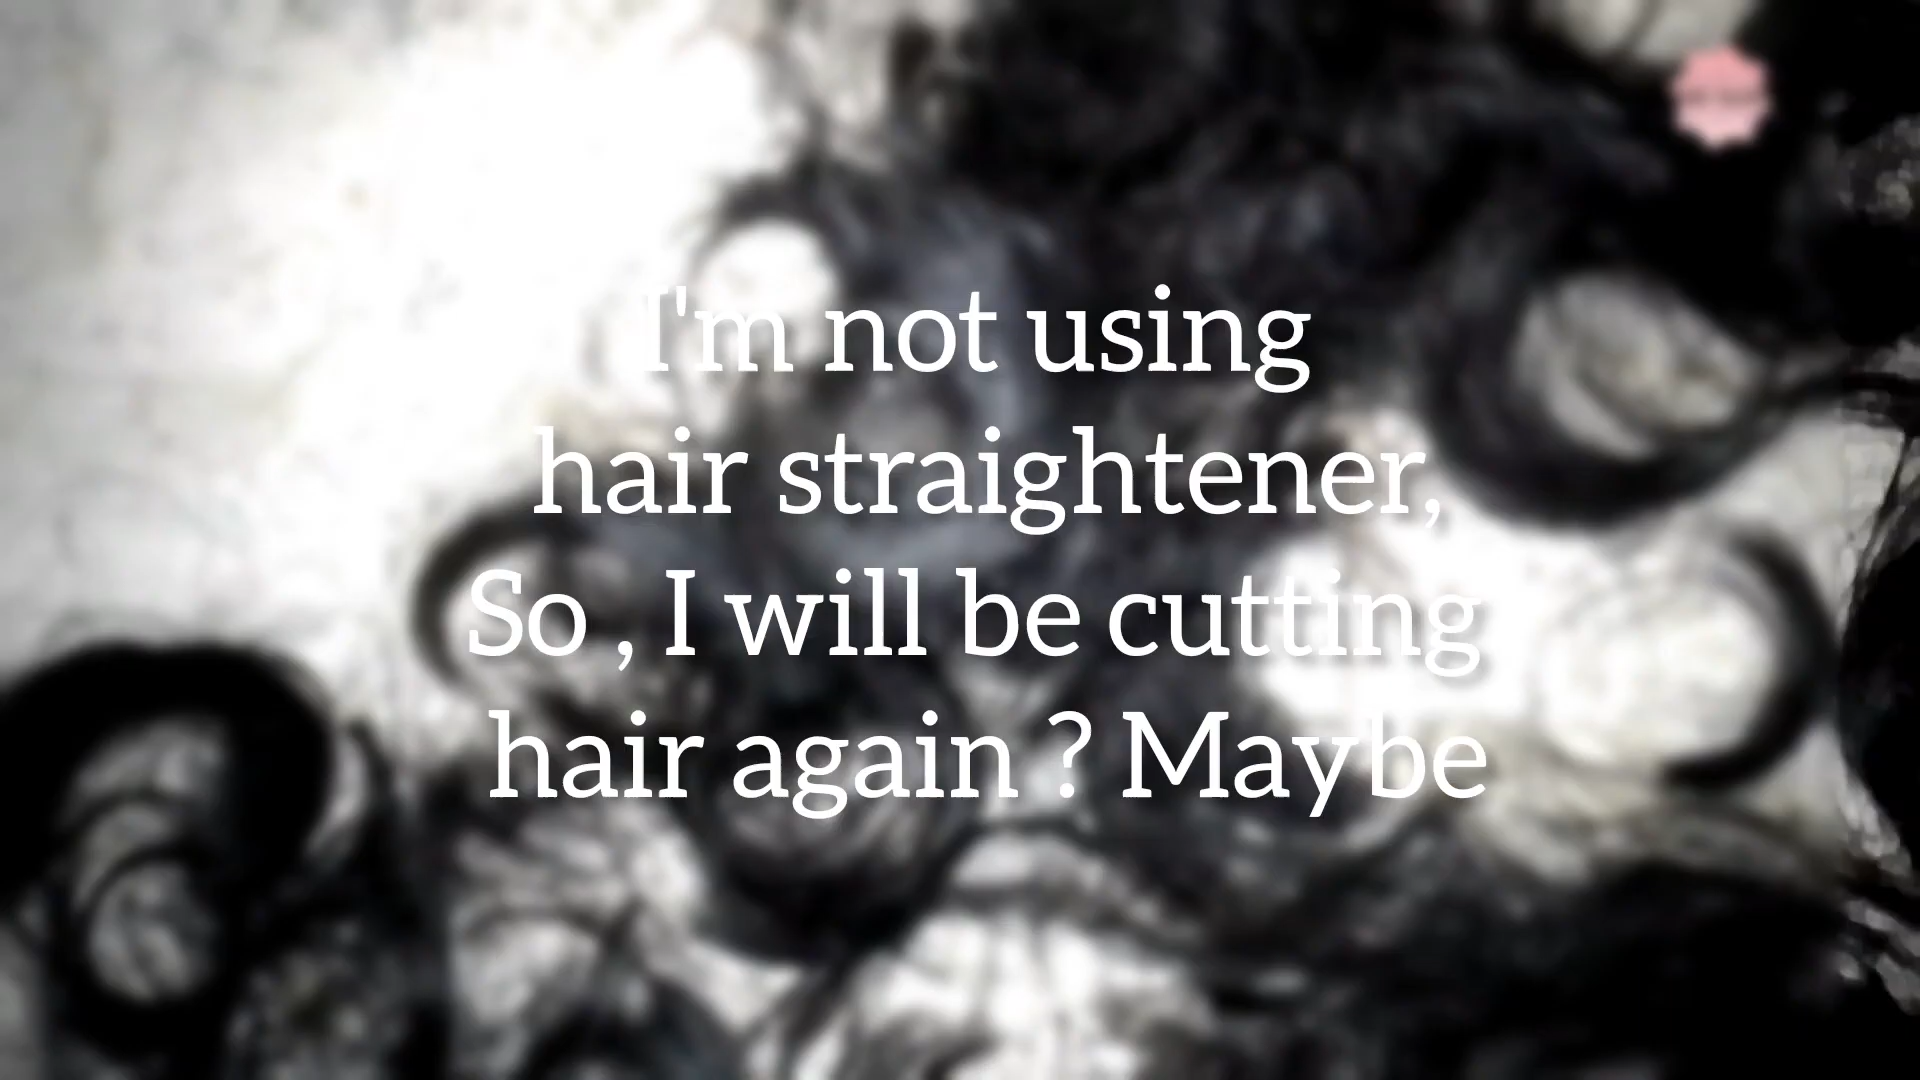 I'm not using
hair straightener,
So , I will be cutting
hair again ? Maybe